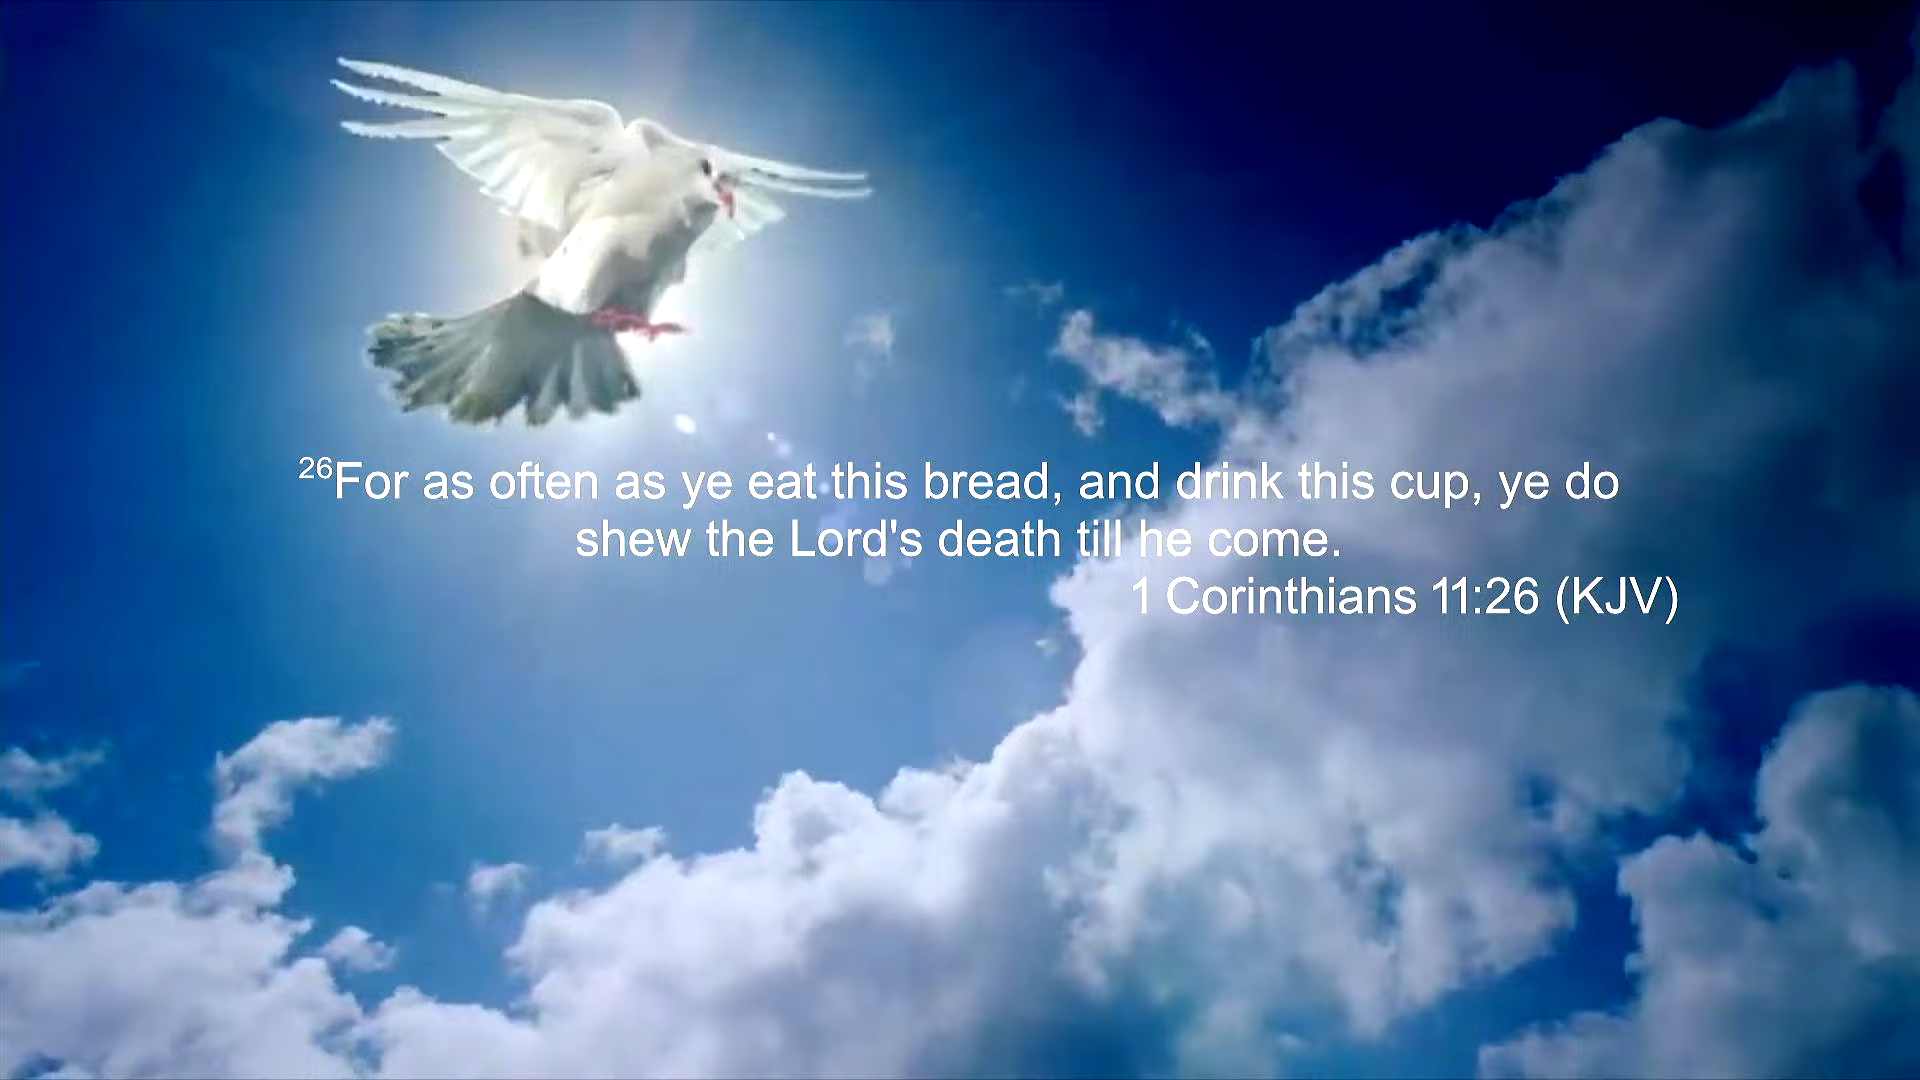 ²⁶For as often as ye eat this bread, and drink this cup, ye do
shew the Lord's death till he come.
1 Corinthians 11:26 (KJV)